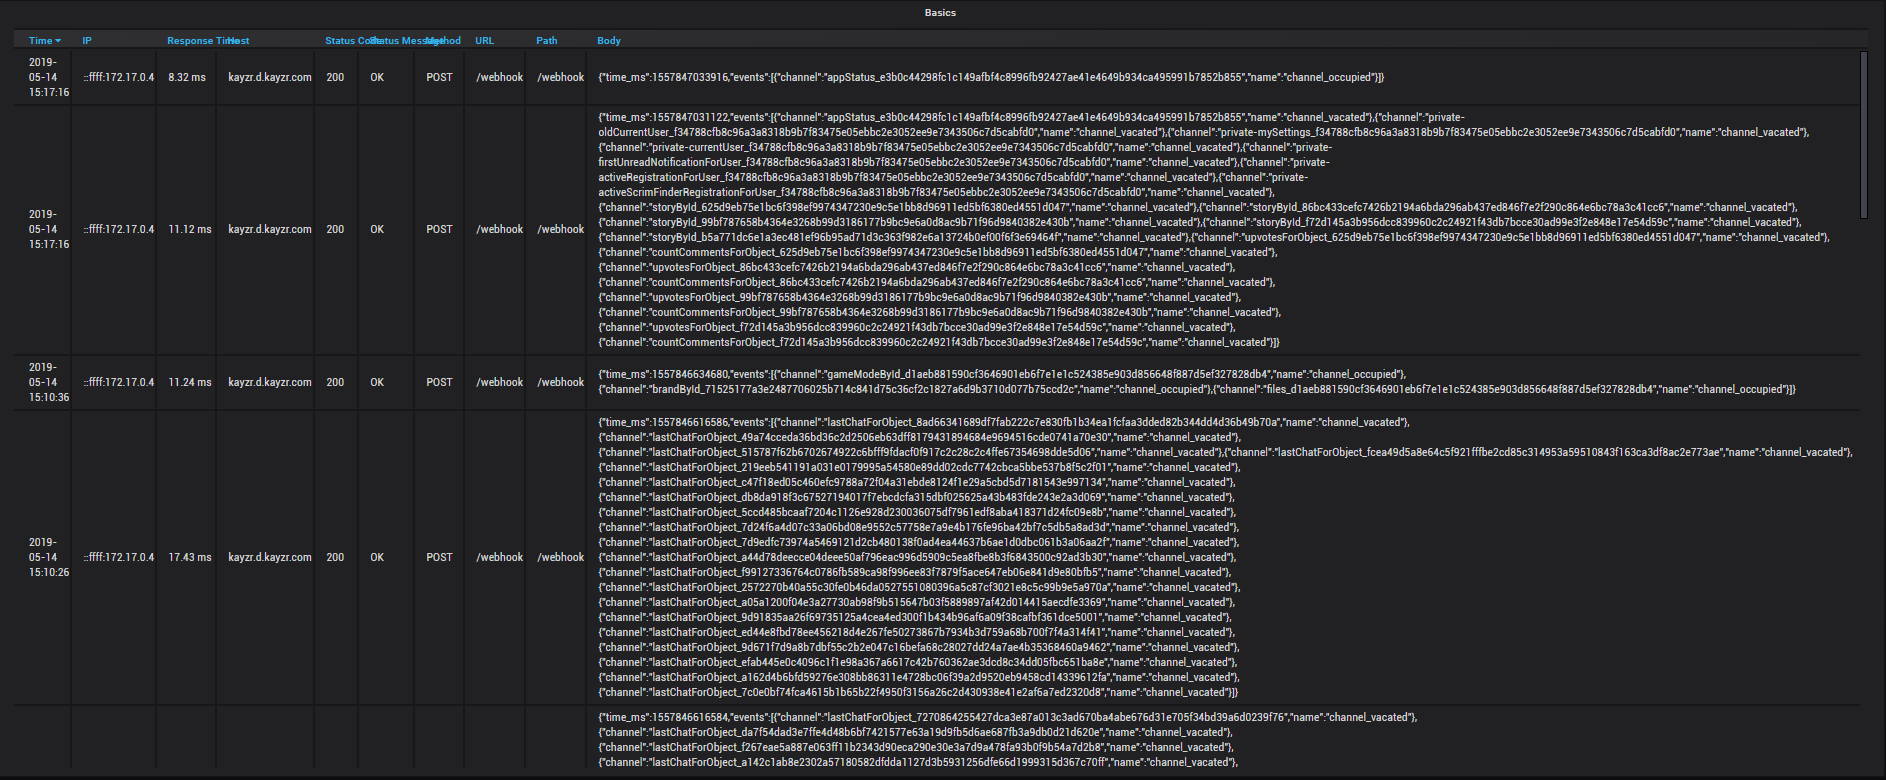 Basics
Time IP Response Time Host Status Code Status Message Method URL Path Body
2019-05-14 15:17:16 ::ffff:172.17.0.4 8.32 ms kayzr.d.kayzr.com 200 OK POST /webhook /webhook
{"time_ms":1557847033916,"events":[{"channel":"appStatus_e3b0c44298fc1c149afbf4c8996fb92427ae41e4649b934ca495991b7852b855","name":"channel_occupied"}]}
2019-05-14 15:17:16 ::ffff:172.17.0.4 11.12 ms kayzr.d.kayzr.com 200 OK POST /webhook /webhook
{"time_ms":1557847031122,"events":[{"channel":"appStatus_e3b0c44298fc1c149afbf4c8996fb92427ae41e4649b934ca495991b7852b855","name":"channel_vacated"},{"channel":"private-
oldCurrentUser_f34788cfb8c96a3a8318b9b7f83475e05ebbc2e3052ee9e7343506c7d5cabfd0","name":"channel_vacated"},{"channel":"private-mySettings_f34788cfb8c96a3a8318b9b7f83475e05ebbc2e3052ee9e7343506c7d5cabfd0","name":"channel_vacated"},
{"channel":"private-currentUser_f34788cfb8c96a3a8318b9b7f83475e05ebbc2e3052ee9e7343506c7d5cabfd0","name":"channel_vacated"},{"channel":"private-
firstUnreadNotificationForUser_f34788cfb8c96a3a8318b9b7f83475e05ebbc2e3052ee9e7343506c7d5cabfd0","name":"channel_vacated"},{"channel":"private-
activeRegistrationForUser_f34788cfb8c96a3a8318b9b7f83475e05ebbc2e3052ee9e7343506c7d5cabfd0","name":"channel_vacated"},{"channel":"private-
activeScrimFinderRegistrationForUser_f34788cfb8c96a3a8318b9b7f83475e05ebbc2e3052ee9e7343506c7d5cabfd0","name":"channel_vacated"},
{"channel":"storyById_625d9eb75e1bc6f398ef9974347230e9c5e1bb8d96911ed5bf6380ed4551d047","name":"channel_vacated"},{"channel":"storyById_86bc433cefc7426b2194a6bda296ab437ed846f7e2f290c864e6bc78a3c41cc6","name":"channel_vacated"},
{"channel":"storyById_99bf787658b4364e3268b99d3186177b9bc9e6a0d8ac9b71f96d9840382e430b","name":"channel_vacated"},{"channel":"storyById_f72d145a3b956dcc839960c2c24921f43db7bcce30ad99e3f2e848e17e54d59c","name":"channel_vacated"},
{"channel":"storyById_b5a771dc6e1a3ec481ef96b95ad71d3c363f982e6a13724b0ef00f6f3e69464f","name":"channel_vacated"},{"channel":"upvotesForObject_625d9eb75e1bc6f398ef9974347230e9c5e1bb8d96911ed5bf6380ed4551d047","name":"channel_vacated"},
{"channel":"countCommentsForObject_625d9eb75e1bc6f398ef9974347230e9c5e1bb8d96911ed5bf6380ed4551d047","name":"channel_vacated"},
{"channel":"upvotesForObject_86bc433cefc7426b2194a6bda296ab437ed846f7e2f290c864e6bc78a3c41cc6","name":"channel_vacated"},
{"channel":"countCommentsForObject_86bc433cefc7426b2194a6bda296ab437ed846f7e2f290c864e6bc78a3c41cc6","name":"channel_vacated"},
{"channel":"upvotesForObject_99bf787658b4364e3268b99d3186177b9bc9e6a0d8ac9b71f96d9840382e430b","name":"channel_vacated"},
{"channel":"countCommentsForObject_99bf787658b4364e3268b99d3186177b9bc9e6a0d8ac9b71f96d9840382e430b","name":"channel_vacated"},
{"channel":"upvotesForObject_f72d145a3b956dcc839960c2c24921f43db7bcce30ad99e3f2e848e17e54d59c","name":"channel_vacated"},
{"channel":"countCommentsForObject_f72d145a3b956dcc839960c2c24921f43db7bcce30ad99e3f2e848e17e54d59c","name":"channel_vacated"}]}
2019-05-14 15:10:36 ::ffff:172.17.0.4 11.24 ms kayzr.d.kayzr.com 200 OK POST /webhook /webhook
{"time_ms":1557846634680,"events":[{"channel":"gameModeById_d1aeb881590cf3646901eb6f7e1e1c524385e903d856648f887d5ef327828db4","name":"channel_occupied"},
{"channel":"brandById_71525177a3e2487706025b714c841d75c36cf2c1827a6d9b3710d077b75ccd2c","name":"channel_occupied"},{"channel":"files_d1aeb881590cf3646901eb6f7e1e1c524385e903d856648f887d5ef327828db4","name":"channel_occupied"}]}
2019-05-14 15:10:26 ::ffff:172.17.0.4 17.43 ms kayzr.d.kayzr.com 200 OK POST /webhook /webhook
{"time_ms":1557846616586,"events":[{"channel":"lastChatForObject_8ad66341689df7fab222c7e830fb1b34ea1fcfaa3dded82b344dd4d36b49b70a","name":"channel_vacated"},
{"channel":"lastChatForObject_49a74cceda36bd36c2d2506eb63dff8179431894684e9694516cde0741a70e30","name":"channel_vacated"},
{"channel":"lastChatForObject_515787f62b6702674922c6bfff9fdacf0f917c2c28c2c4ffe67354698dde5d06","name":"channel_vacated"},{"channel":"lastChatForObject_fcea49d5a8e64c5f921fffbe2cd85c314953a59510843f163ca3df8ac2e773ae","name":"channel_vacated"},
{"channel":"lastChatForObject_219eeb541191a031e0179995a54580e89dd02cdc7742cbca5bbe537b8f5c2f01","name":"channel_vacated"},
{"channel":"lastChatForObject_c47f18ed05c460efc9788a72f04a31ebde8124f1e29a5cbd5d7181543e997134","name":"channel_vacated"},
{"channel":"lastChatForObject_db8da918f3c67527194017f7ebcdcfa315dbf025625a43b483fde243e2a3d069","name":"channel_vacated"},
{"channel":"lastChatForObject_5ccd485bcaaf7204c1126e928d230036075df7961edf8aba418371d24fc09e8b","name":"channel_vacated"},
{"channel":"lastChatForObject_7d24f6a4d07c33a06bd08e9552c57758e7a9e4b176fe96ba42bf7c5db5a8ad3d","name":"channel_vacated"},
{"channel":"lastChatForObject_7d9edfc73974a5469121d2cb480138f0ad4ea44637b6ae1d0dbc061b3a06aa2f","name":"channel_vacated"},
{"channel":"lastChatForObject_a44d78deecce04deee50af796eac996d5909c5ea8fbe8b3f6843500c92ad3b30","name":"channel_vacated"},
{"channel":"lastChatForObject_f99127336764c0786fb589ca98f996ee83f7879f5ace647eb06e841d9e80bfb5","name":"channel_vacated"},
{"channel":"lastChatForObject_2572270b40a55c30fe0b46da0527551080396a5c87cf3021e8c5c99b9e5a970a","name":"channel_vacated"},
{"channel":"lastChatForObject_a05a1200f04e3a27730ab98f9b515647b03f5889897af42d014415aecdfe3369","name":"channel_vacated"},
{"channel":"lastChatForObject_9d91835aa26f69735125a4cea4ed300f1b434b96af6a09f38cafbf361dce5001","name":"channel_vacated"},
{"channel":"lastChatForObject_ed44e8fbd78ee456218d4e267fe50273867b7934b3d759a68b700f7f4a314f41","name":"channel_vacated"},
{"channel":"lastChatForObject_9d671f7d9a8b7dbf55c2b2e047c16befa68c28027dd24a7ae4b35368460a9462","name":"channel_vacated"},
{"channel":"lastChatForObject_efab445e0c4096c1f1e98a367a6617c42b760362ae3dcd8c34dd05fbc651ba8e","name":"channel_vacated"},
{"channel":"lastChatForObject_a162d4b6bfd59276e308bb86311e4728bc06f39a2d9520eb9458cd14339612fa","name":"channel_vacated"},
{"channel":"lastChatForObject_7c0e0bf74fca4615b1b65b22f4950f3156a26c2d430938e41e2af6a7ed2320d8","name":"channel_vacated"}]}
{"time_ms":1557846616584,"events":[{"channel":"lastChatForObject_7270864255427dca3e87a013c3ad670ba4abe676d31e705f34bd39a6d0239f76","name":"channel_vacated"},
{"channel":"lastChatForObject_da7f54dad3e7ffe4d48b6bf7421577e63a19d9fb5d6ae687fb3a9db0d21d620e","name":"channel_vacated"},
{"channel":"lastChatForObject_f267eae5a887e063ff11b2343d90eca290e30e3a7d9a478fa93b0f9b54a7d2b8","name":"channel_vacated"},
{"channel":"lastChatForObject_a142c1ab8e2302a57180582dfdda1127d3b5931256dfe66d1999315d367c70ff","name":"channel_vacated"},